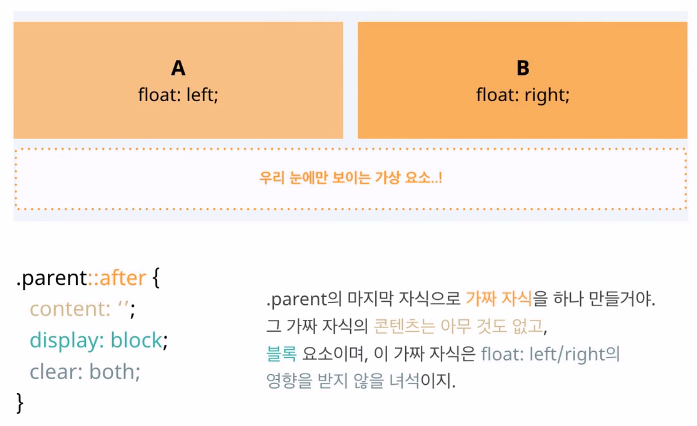 A
float: left;
B
float: right;
우리 눈에만 보이는 가상 요소..!
.parent::after {
content: ‘’;
display: block;
clear: both;
}
.parent의 마지막 자식으로 가짜 자식을 하나 만들거야.
그 가짜 자식의 콘텐츠는 아무 것도 없고,
블록 요소이며, 이 가짜 자식은 float: left/right의
영향을 받지 않을 녀석이지.